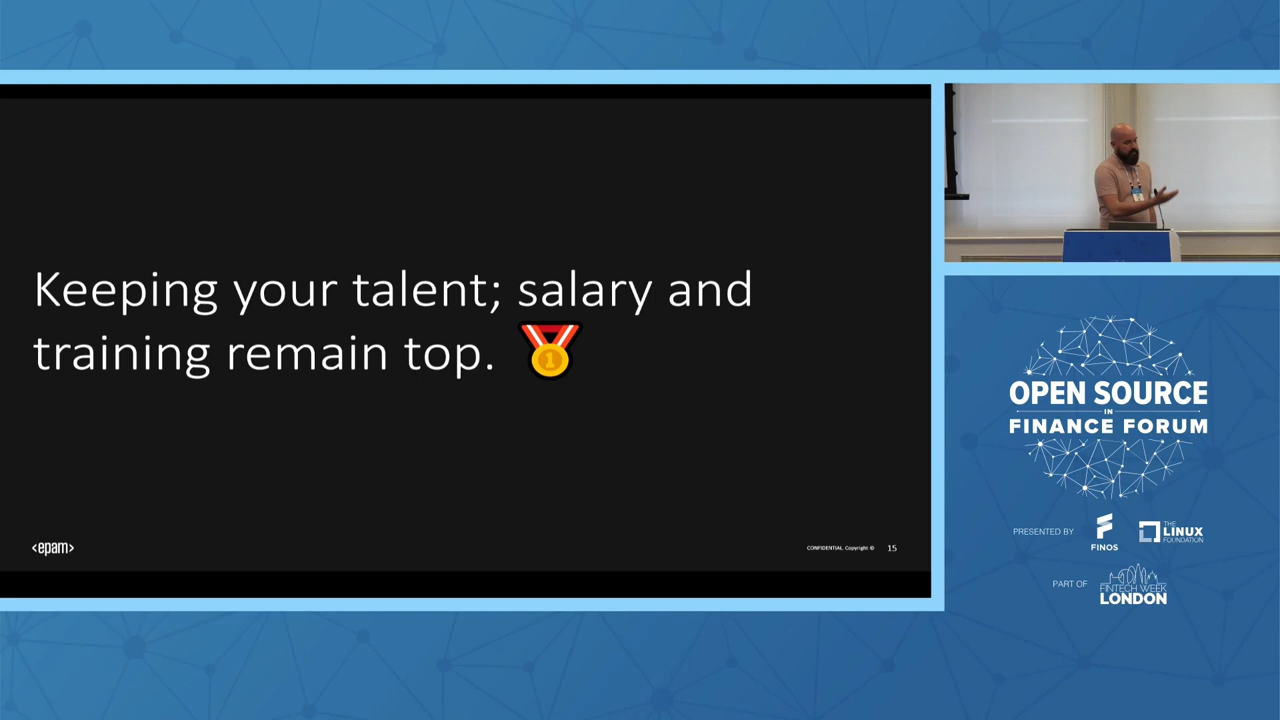 Keeping your talent; salary and
training remain top.
<epam>
CONFIDENTIAL Copyright ©
15
OPEN SOURCE
IN
FINANCE FORUM
PRESENTED BY
FINOS
THE
LINUX
FOUNDATION
PART OF
FINTECH WEEK
LONDON